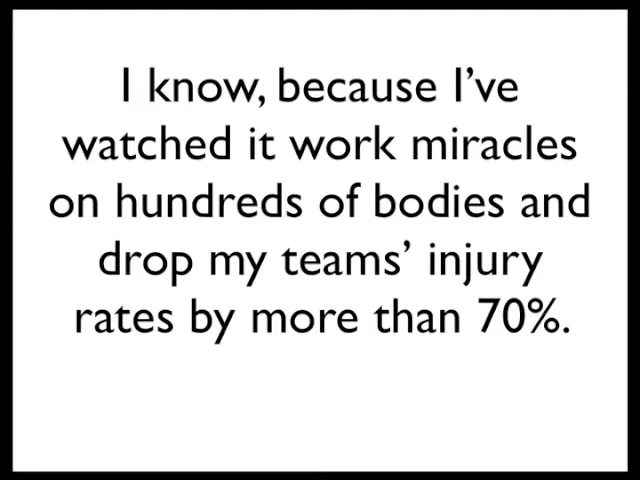 I know, because I’ve
watched it work miracles
on hundreds of bodies and
drop my teams’ injury
rates by more than 70%.